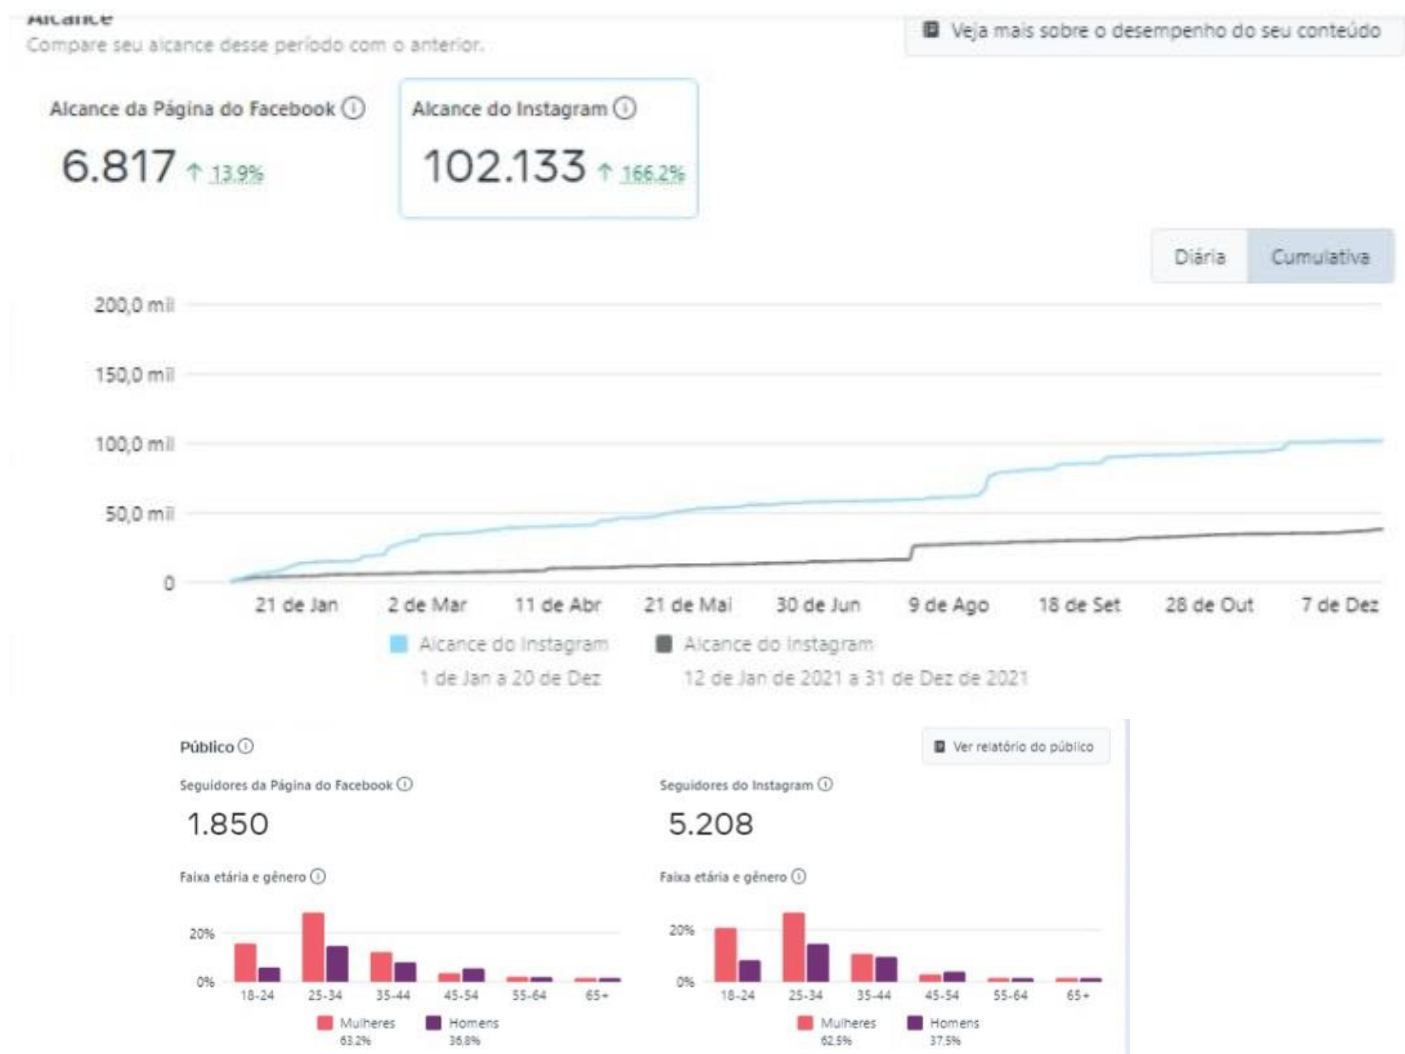 Alcance
Compare seu alcance desse período com o anterior.
Veja mais sobre o desempenho do seu conteúdo
Alcance da Página do Facebook
6.817 ↑ 13.9%
Alcance do Instagram
102.133 ↑ 166.2%
Diária Cumulativa
200,0 mil
150,0 mil
100,0 mil
50,0 mil
0
21 de Jan 2 de Mar 11 de Abr 21 de Mai 30 de Jun 9 de Ago 18 de Set 28 de Out 7 de Dez
Alcance do Instagram
1 de Jan a 20 de Dez
Alcance do Instagram
12 de Jan de 2021 a 31 de Dez de 2021
Público
Ver relatório do público
Seguidores da Página do Facebook
1.850
Faixa etária e gênero
20%
0%
18-24 25-34 35-44 45-54 55-64 65+
Mulheres Homens
63,2% 36,8%
Seguidores do Instagram
5.208
Faixa etária e gênero
20%
0%
18-24 25-34 35-44 45-54 55-64 65+
Mulheres Homens
62,5% 37,5%